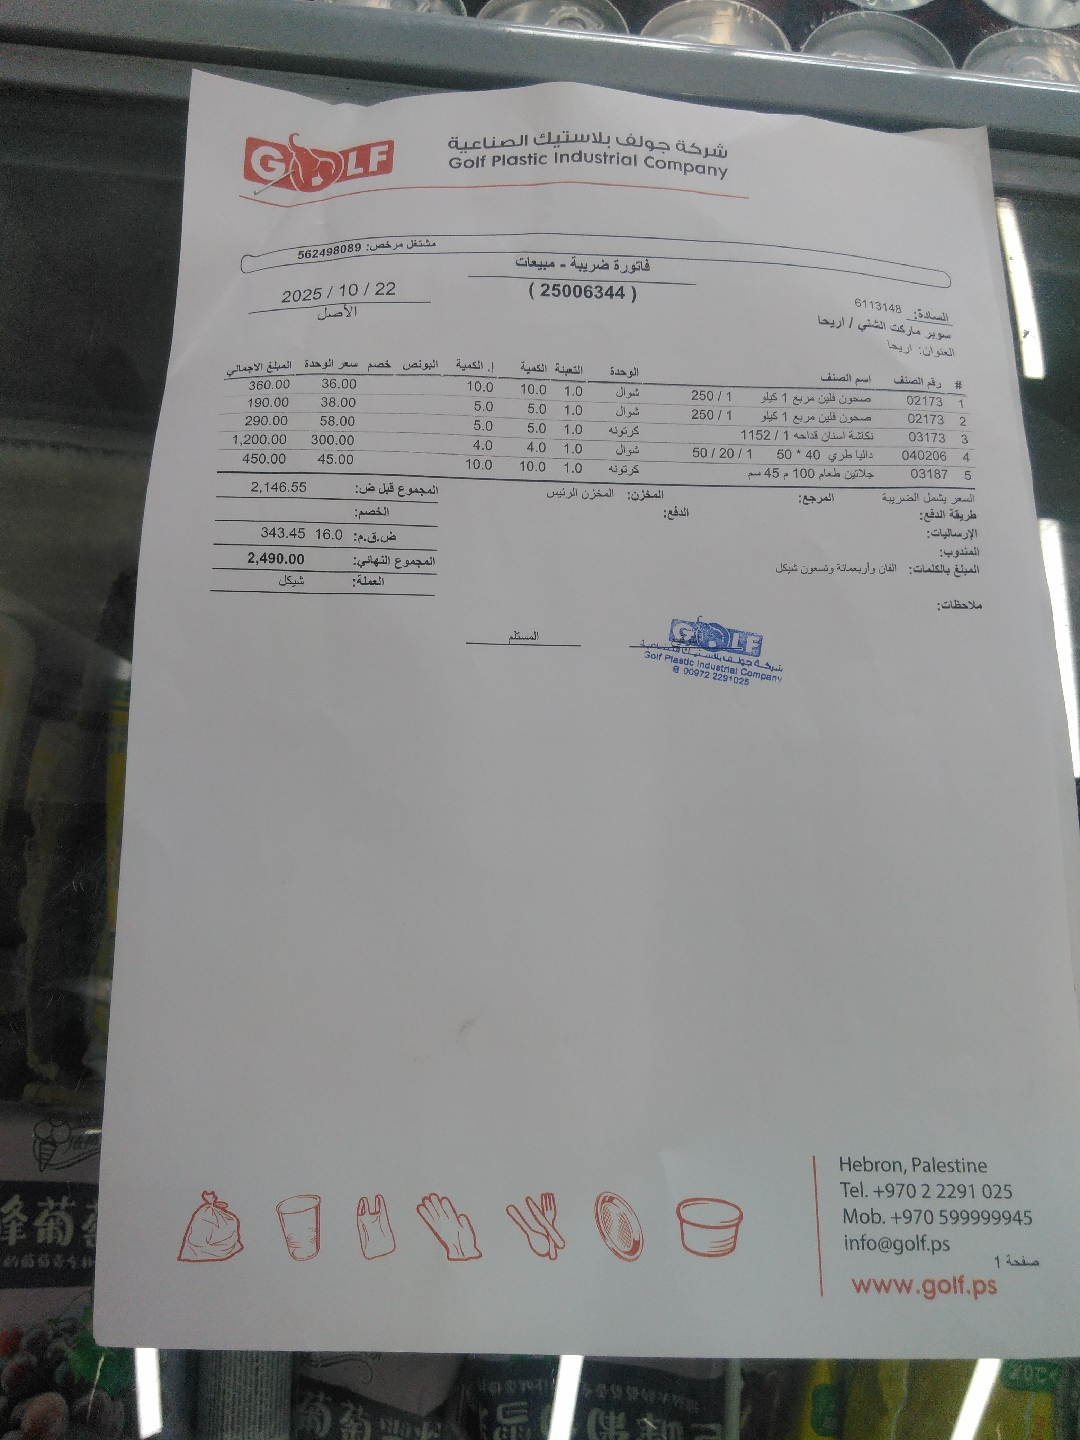 GOLF
شركة جولف بلاستيك الصناعية
Golf Plastic Industrial Company
مشتغل مرخص: 562498089
فاتورة ضريبة - مبيعات
( 25006344 )
2025 / 10 / 22
الأصل
السادة: 6113148
سوبر ماركت الشني / اريحا
العنوان: اريحا
# رقم الصنف اسم الصنف الوحدة التعبئة الكمية إ. الكمية البونص خصم سعر الوحدة المبلغ الاجمالي
1 02173 صحون فلين مربع 1 كيلو 1 / 250 شوال 1.0 10.0 10.0 36.00 360.00
2 02173 صحون فلين مربع 1 كيلو 1 / 250 شوال 1.0 5.0 5.0 38.00 190.00
3 03173 نكاشة اسنان قداحه 1 / 1152 كرتونه 1.0 5.0 5.0 58.00 290.00
4 040206 داليا طري 40 * 50 1 / 20 / 50 شوال 1.0 4.0 4.0 300.00 1,200.00
5 03187 جلاتين طعام 100 م 45 سم كرتونه 1.0 10.0 10.0 45.00 450.00
السعر يشمل الضريبة المرجع: المخزن: المخزن الرئيس
طريقة الدفع: الدفع:
الإرساليات:
المندوب:
المبلغ بالكلمات: الفان وأربعمائة وتسعون شيكل
ملاحظات:
المجموع قبل ض: 2,146.55
الخصم:
ض.ق.م: 16.0 343.45
المجموع النهائي: 2,490.00
العملة: شيكل
المستلم
GOLF
شركة جولف بلاستيك الصناعية
Golf Plastic Industrial Company
00972 2291025
Hebron, Palestine
Tel. +970 2 2291 025
Mob. +970 599999945
info@golf.ps
صفحة 1
www.golf.ps